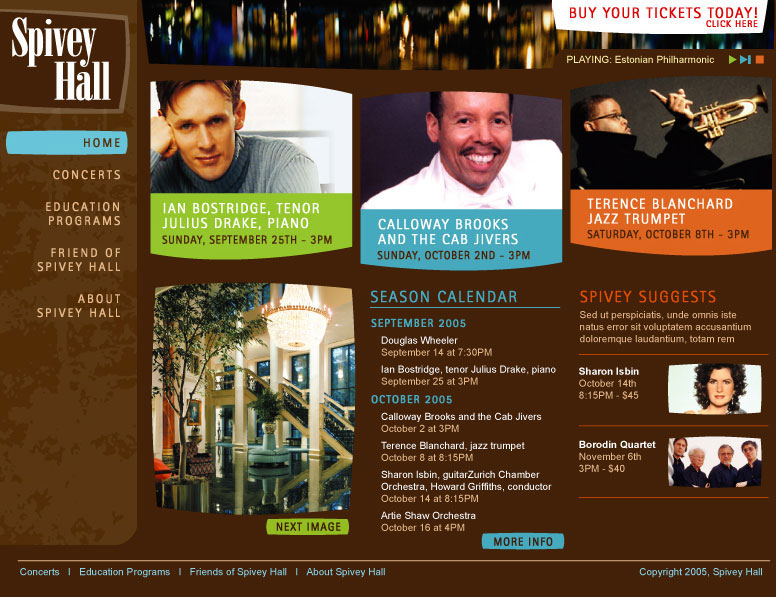 Spivey
Hall
BUY YOUR TICKETS TODAY!
CLICK HERE
PLAYING: Estonian Philharmonic
HOME
CONCERTS
EDUCATION
PROGRAMS
FRIEND OF
SPIVEY HALL
ABOUT
SPIVEY HALL
IAN BOSTRIDGE, TENOR
JULIUS DRAKE, PIANO
SUNDAY, SEPTEMBER 25TH - 3PM
CALLOWAY BROOKS
AND THE CAB JIVERS
SUNDAY, OCTOBER 2ND - 3PM
TERENCE BLANCHARD
JAZZ TRUMPET
SATURDAY, OCTOBER 8TH - 3PM
NEXT IMAGE
SEASON CALENDAR
SEPTEMBER 2005
Douglas Wheeler
September 14 at 7:30PM
Ian Bostridge, tenor Julius Drake, piano
September 25 at 3PM
OCTOBER 2005
Calloway Brooks and the Cab Jivers
October 2 at 3PM
Terence Blanchard, jazz trumpet
October 8 at 8:15PM
Sharon Isbin, guitarZurich Chamber
Orchestra, Howard Griffiths, conductor
October 14 at 8:15PM
Artie Shaw Orchestra
October 16 at 4PM
MORE INFO
SPIVEY SUGGESTS
Sed ut perspiciatis, unde omnis iste
natus error sit voluptatem accusantium
doloremque laudantium, totam rem
Sharon Isbin
October 14th
8:15PM - $45
Borodin Quartet
November 6th
3PM - $40
Concerts I Education Programs I Friends of Spivey Hall I About Spivey Hall
Copyright 2005, Spivey Hall